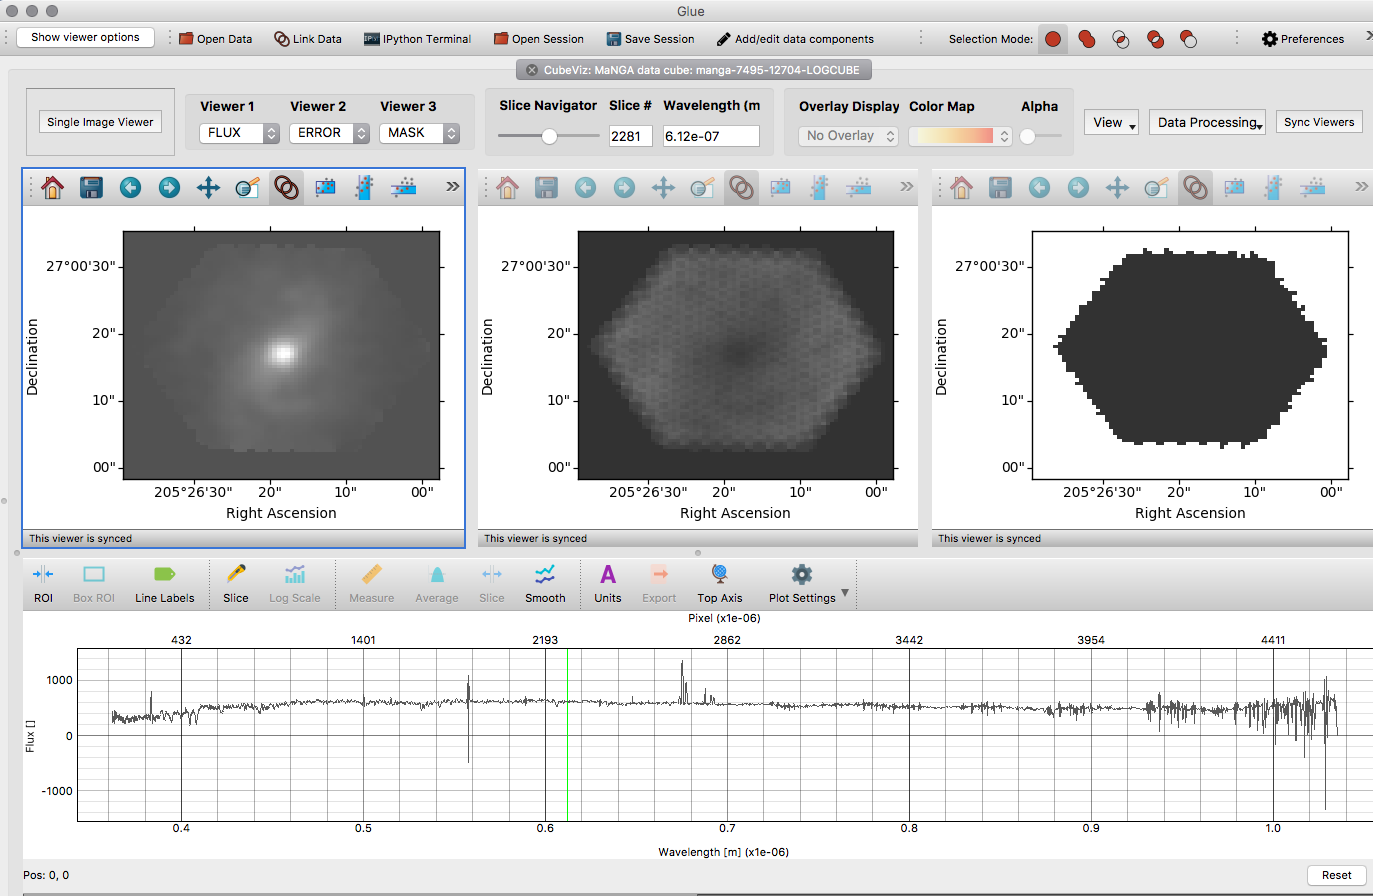 Glue
Show viewer options Open Data Link Data IPython Terminal Open Session Save Session Add/edit data components Selection Mode: Preferences
CubeViz: MaNGA data cube: manga-7495-12704-LOGCUBE
Single Image Viewer
Viewer 1 Viewer 2 Viewer 3
FLUX ERROR MASK
Slice Navigator Slice # Wavelength (m
2281 6.12e-07
Overlay Display Color Map Alpha
No Overlay
View Data Processing Sync Viewers
27°00'30"
20"
10"
00"
Declination
205°26'30" 20" 10" 00"
Right Ascension
This viewer is synced
27°00'30"
20"
10"
00"
Declination
205°26'30" 20" 10" 00"
Right Ascension
This viewer is synced
27°00'30"
20"
10"
00"
Declination
205°26'30" 20" 10" 00"
Right Ascension
This viewer is synced
ROI Box ROI Line Labels Slice Log Scale Measure Average Slice Smooth Units Export Top Axis Plot Settings
Pixel (x1e-06)
432 1401 2193 2862 3442 3954 4411
1000
0
-1000
Flux []
0.4 0.5 0.6 0.7 0.8 0.9 1.0
Wavelength [m] (x1e-06)
Pos: 0, 0
Reset